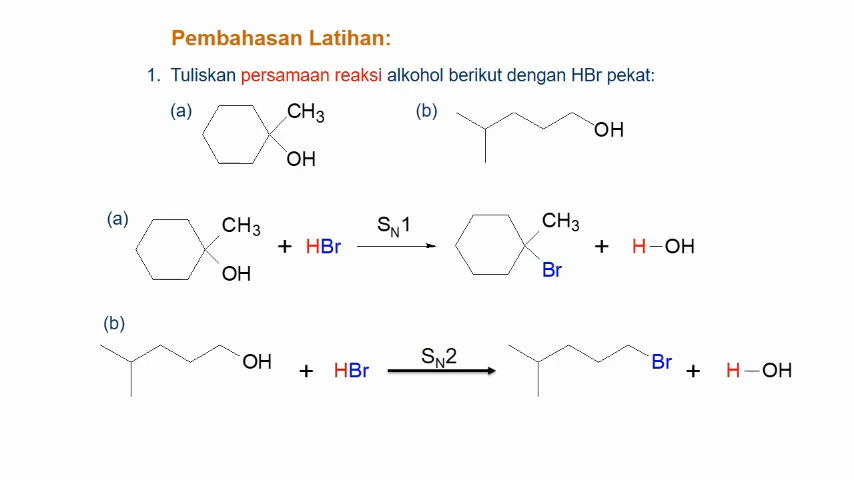 Pembahasan Latihan:
1. Tuliskan persamaan reaksi alkohol berikut dengan HBr pekat:
(a) CH3 OH (b) OH
(a) CH3 OH + HBr SN1 CH3 Br + H–OH
(b) OH + HBr SN2 Br + H–OH